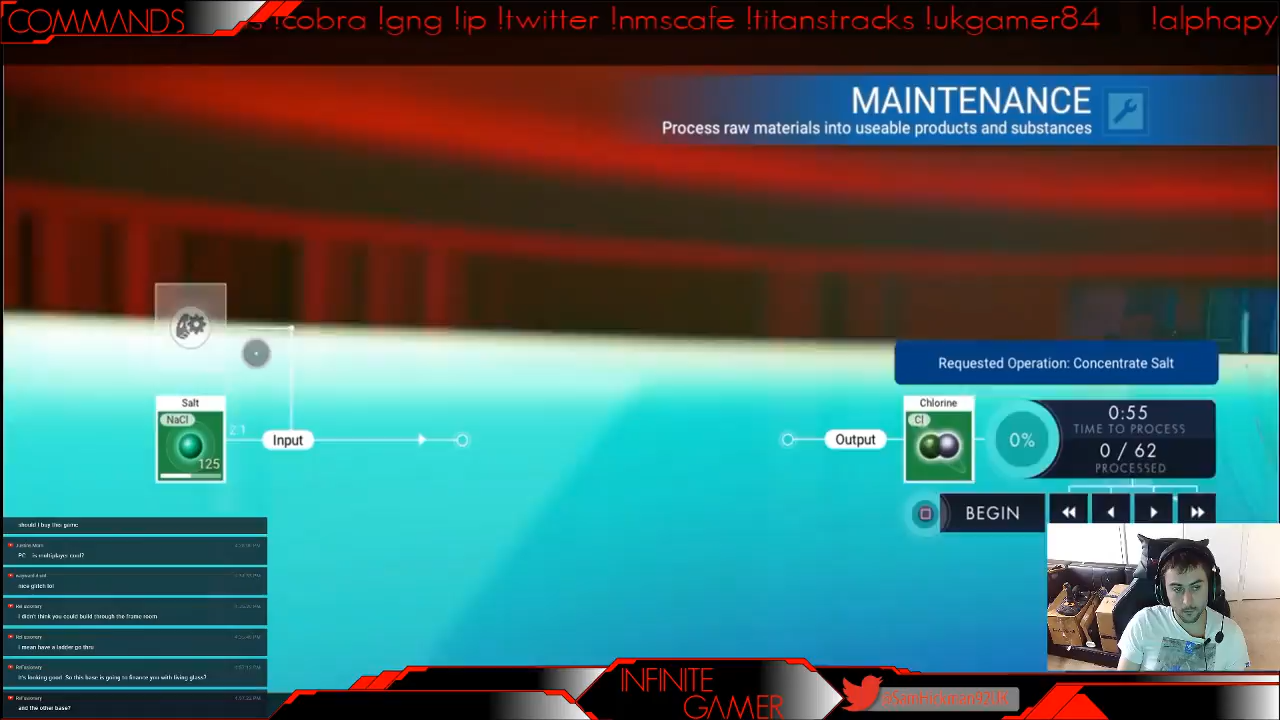 COMMANDS
s !cobra !gng !ip !twitter !nmscafe !titanstracks !ukgamer84 !alphapy
MAINTENANCE
Process raw materials into useable products and substances
Requested Operation: Concentrate Salt
Salt
NaCl
125
2:1
Input
Output
Chlorine
Cl
0%
0:55
TIME TO PROCESS
0 / 62
PROCESSED
BEGIN
should I buy this game
PC... is multiplayer cool?
nice glitch lol
I didn't think you could build through the frame room
I mean have a ladder go thru
It's looking good. So this base is going to finance you with living glass?
and the other base?
INFINITE
GAMER
@SamHickman92UK